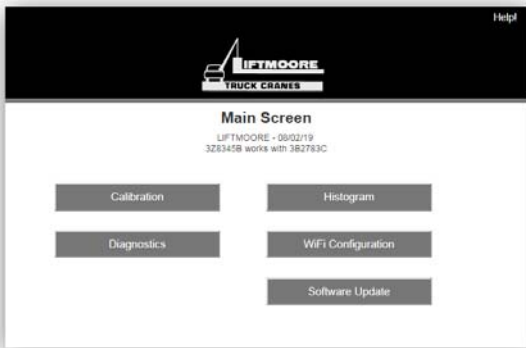 Help!
LIFTMOORE
TRUCK CRANES
Main Screen
LIFTMOORE - 08/02/19
3Z8345B works with 3B2783C
Calibration
Histogram
Diagnostics
WiFi Configuration
Software Update